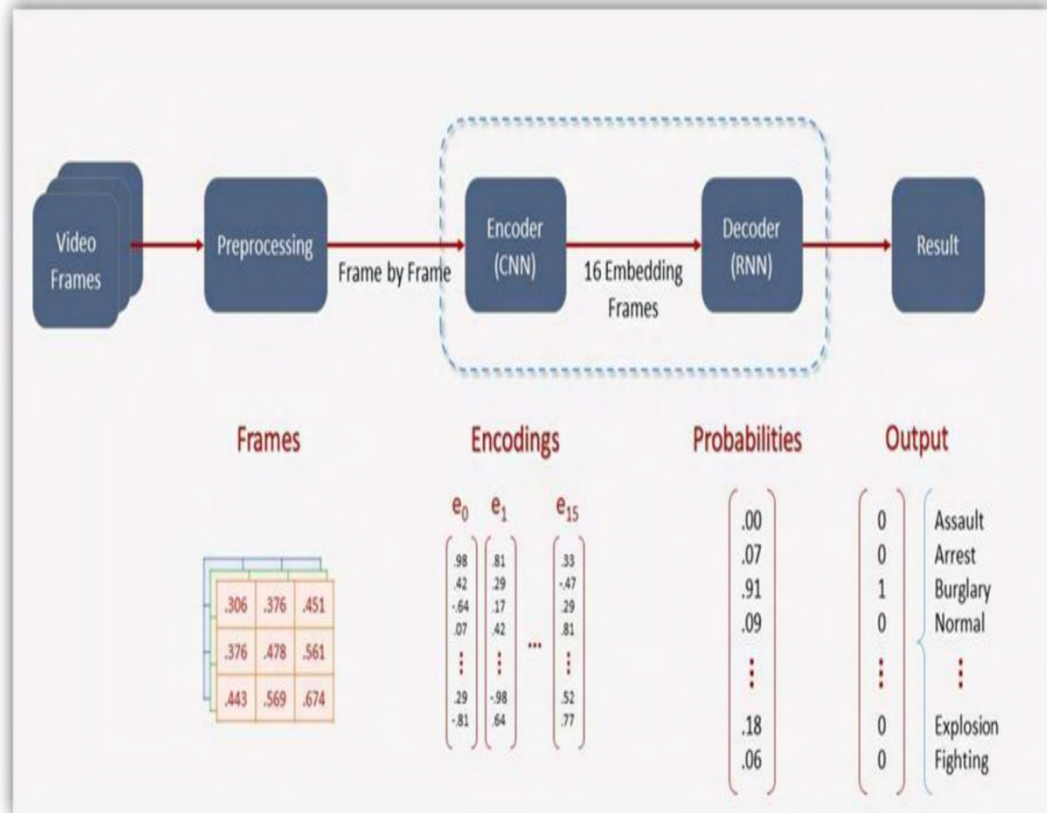 Video
Frames
Preprocessing
Frame by Frame
Encoder
(CNN)
16 Embedding
Frames
Decoder
(RNN)
Result
Frames
.306 .376 .451
.376 .478 .561
.443 .569 .674
Encodings
e0 e1 e15
.98 .81 .33
.42 .29 -.47
-.64 .17 .29
.07 .42 .81
...
.29 -.98 .52
-.81 .64 .77
Probabilities
.00
.07
.91
.09
.18
.06
Output
0 Assault
0 Arrest
1 Burglary
0 Normal
0 Explosion
0 Fighting